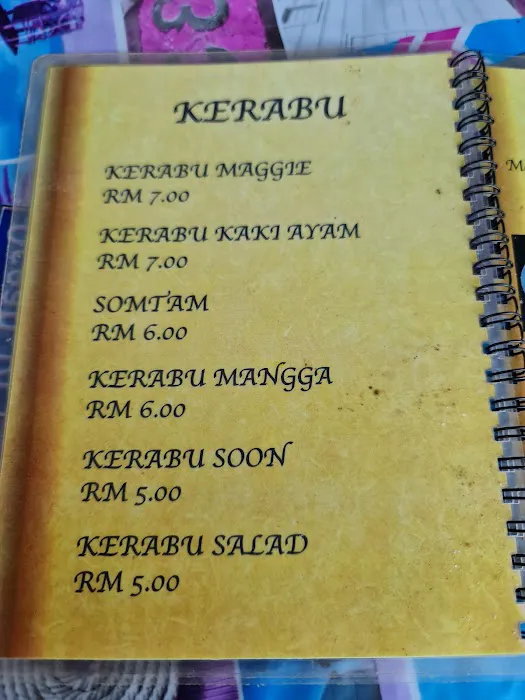 KERABU
KERABU MAGGIE
RM 7.00
KERABU KAKI AYAM
RM 7.00
SOMTAM
RM 6.00
KERABU MANGGA
RM 6.00
KERABU SOON
RM 5.00
KERABU SALAD
RM 5.00